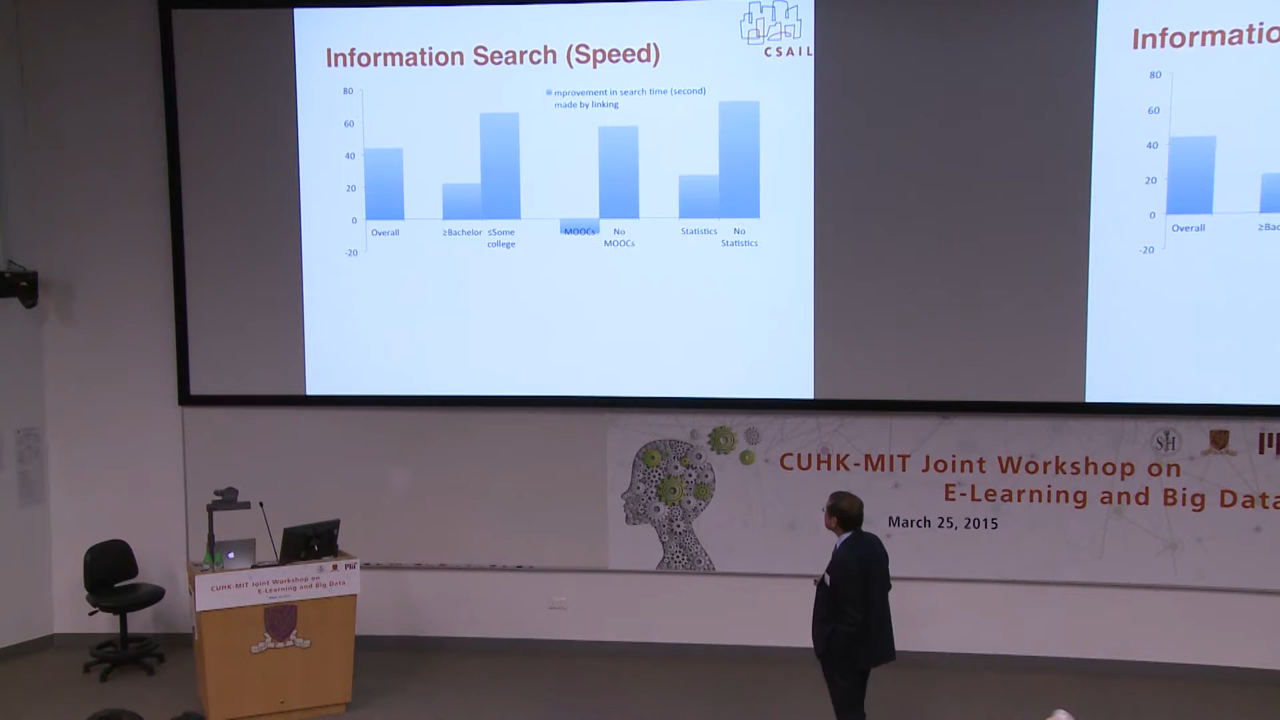 Information Search (Speed)
CSAIL
mprovement in search time (second)
made by linking
80
60
40
20
0
-20
Overall
≥Bachelor
≤Some
college
MOOCs
No
MOOCs
Statistics
No
Statistics
Informatio
80
60
40
20
0
-20
Overall
≥Bac
SH
CUHK-MIT Joint Workshop on
E-Learning and Big Data
March 25, 2015
CUHK-MIT Joint Workshop on
E-Learning and Big Data